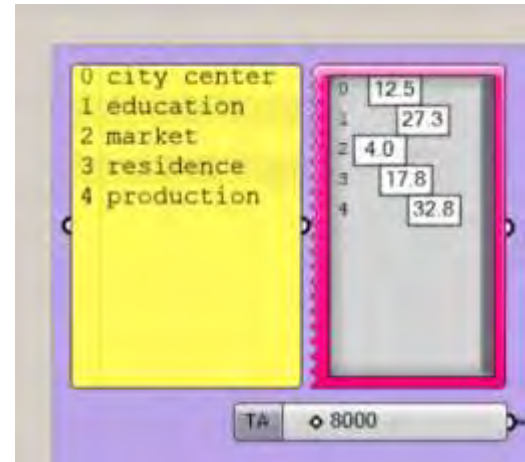 0 city center
1 education
2 market
3 residence
4 production
0 12.5
1 27.3
2 4.0
3 17.8
4 32.8
TA 8000